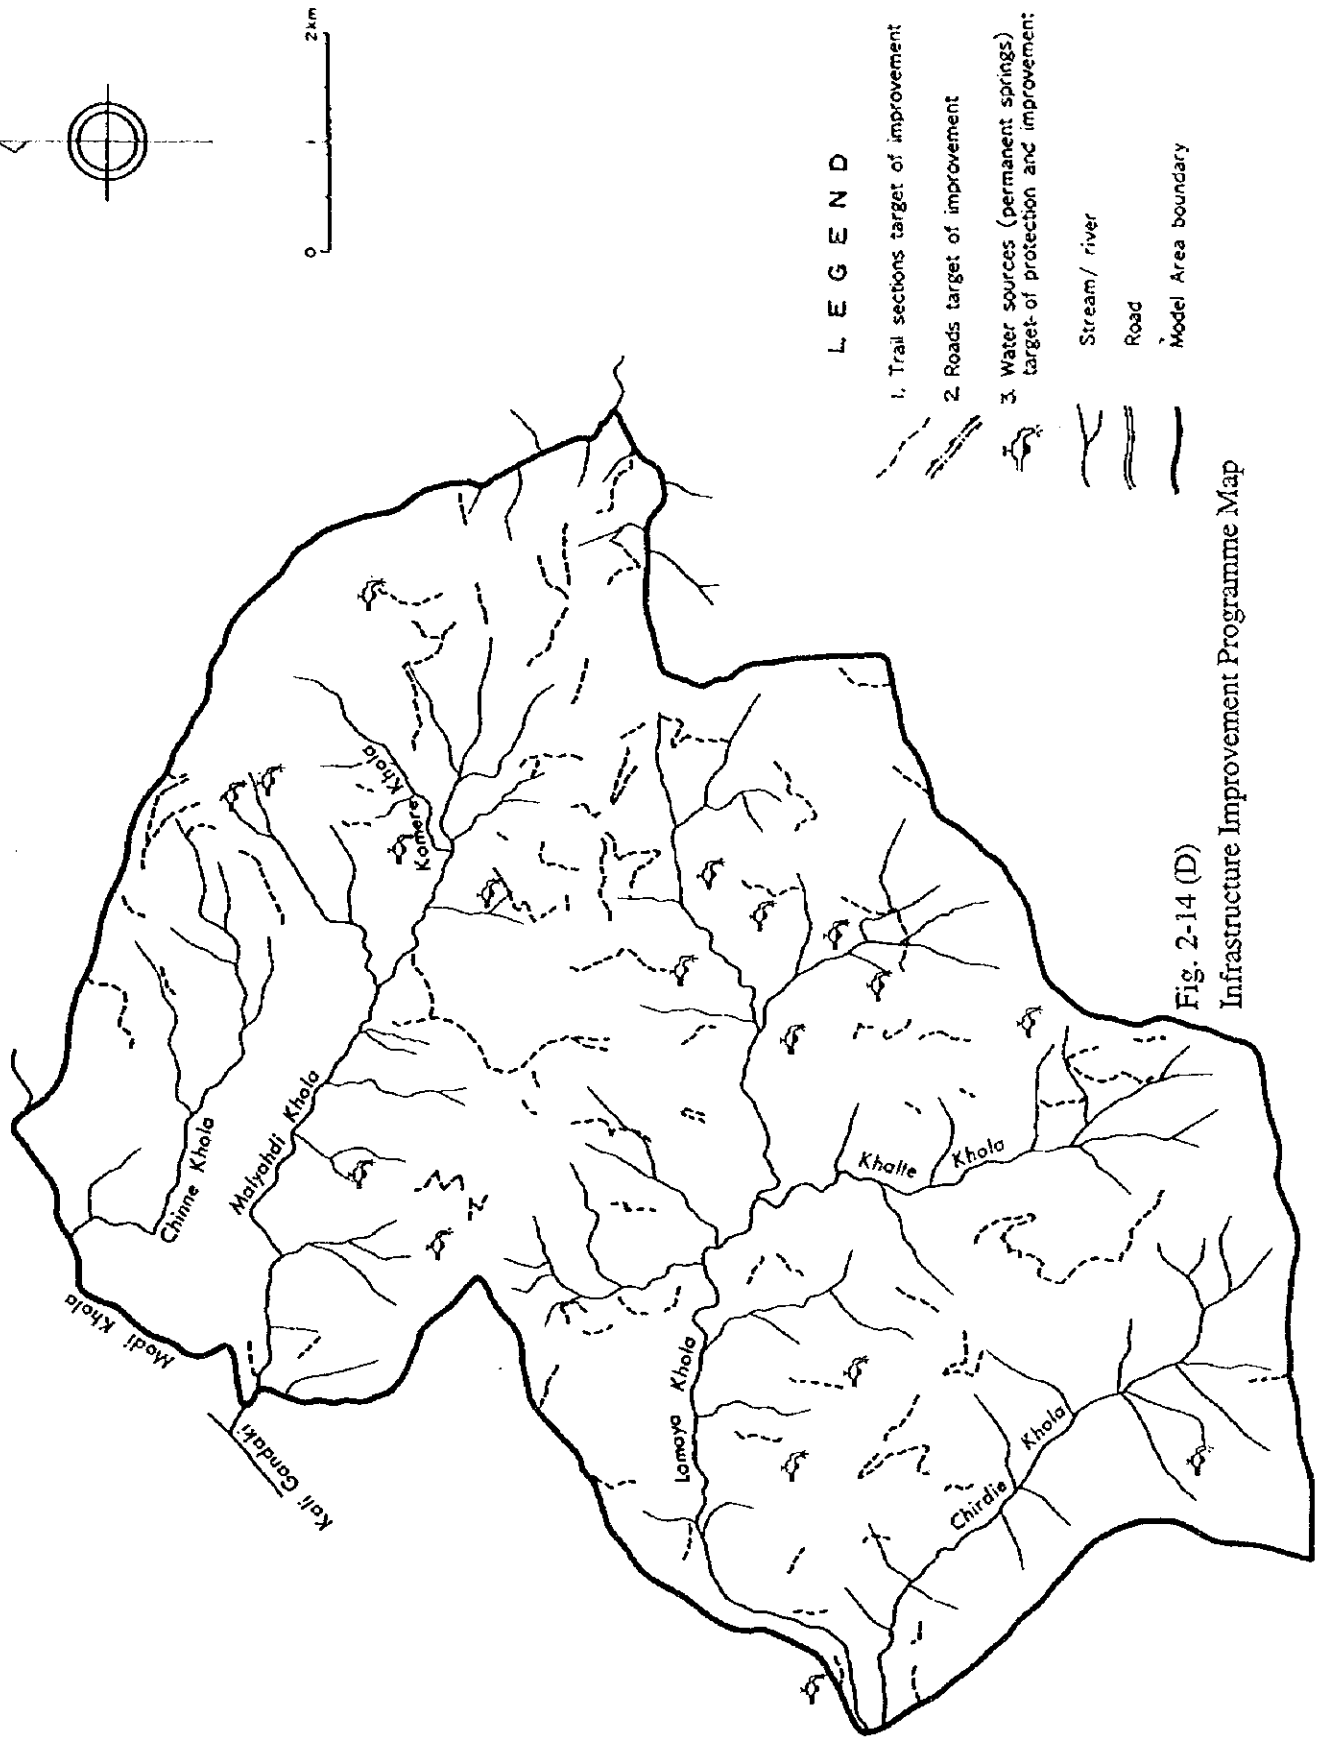 0
1
2km
L E G E N D
1. Trail sections target of improvement
2. Roads target of improvement
3. Water sources (permanent springs)
target of protection and improvement
Stream/ river
Road
Model Area boundary
Modi Khola
Kali Gandaki
Chinne Khola
Malyahdi Khola
Komere Khola
Lamaya Khola
Khalte Khola
Chirdie Khola
Fig. 2-14 (D)
Infrastructure Improvement Programme Map